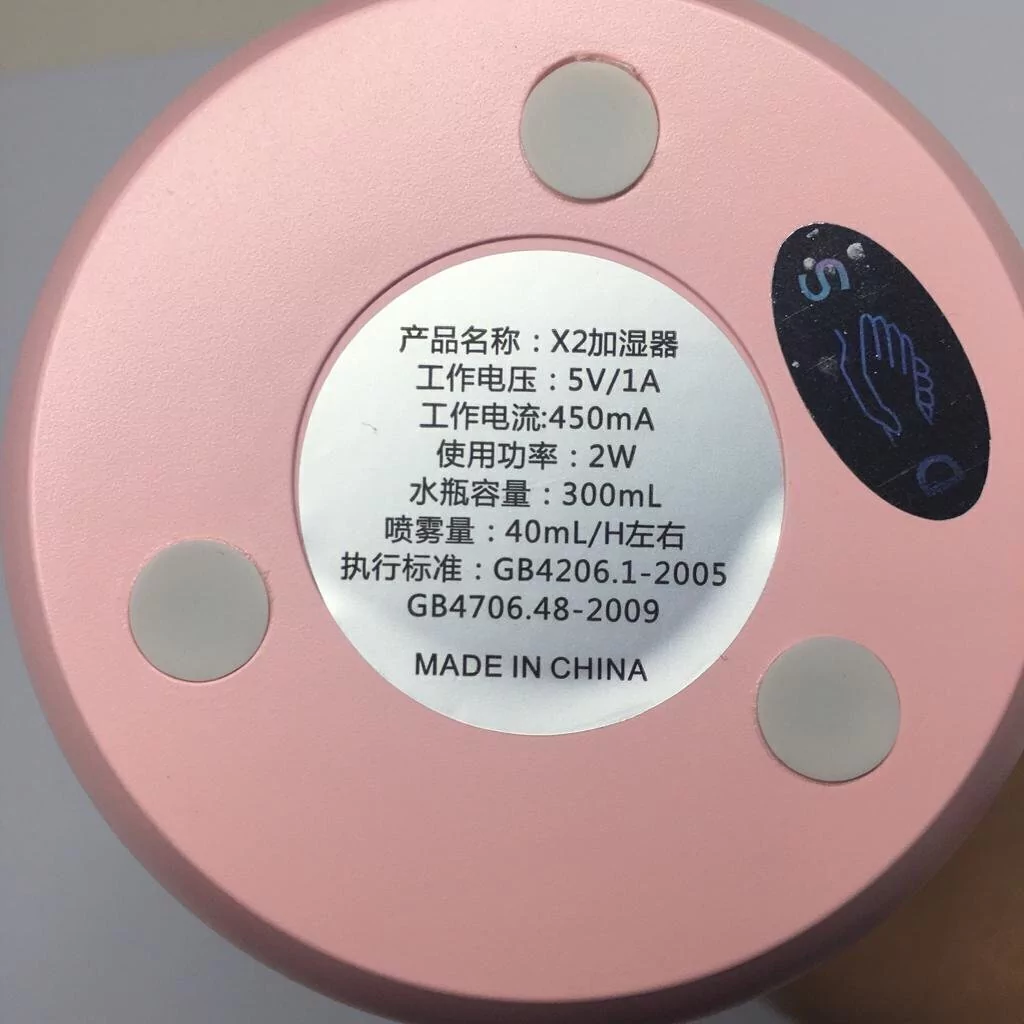 产品名称：X2加湿器
工作电压：5V/1A
工作电流:450mA
使用功率：2W
水瓶容量：300mL
喷雾量：40mL/H左右
执行标准：GB4206.1-2005
GB4706.48-2009
MADE IN CHINA